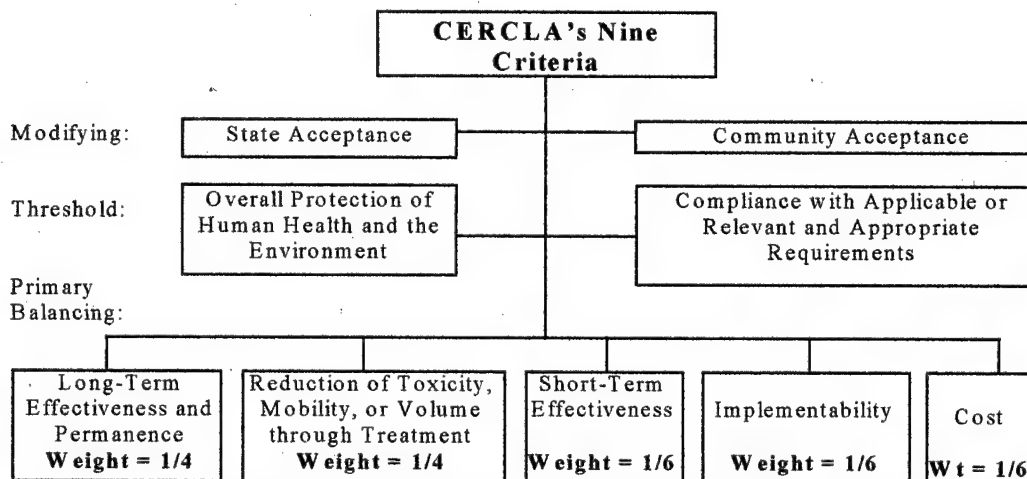 CERCLA's Nine
Criteria
Modifying:
State Acceptance
Community Acceptance
Threshold:
Overall Protection of
Human Health and the
Environment
Compliance with Applicable or
Relevant and Appropriate
Requirements
Primary
Balancing:
Long-Term
Effectiveness and
Permanence
Weight = 1/4
Reduction of Toxicity,
Mobility, or Volume
through Treatment
Weight = 1/4
Short-Term
Effectiveness
Weight = 1/6
Implementability
Weight = 1/6
Cost
Wt = 1/6